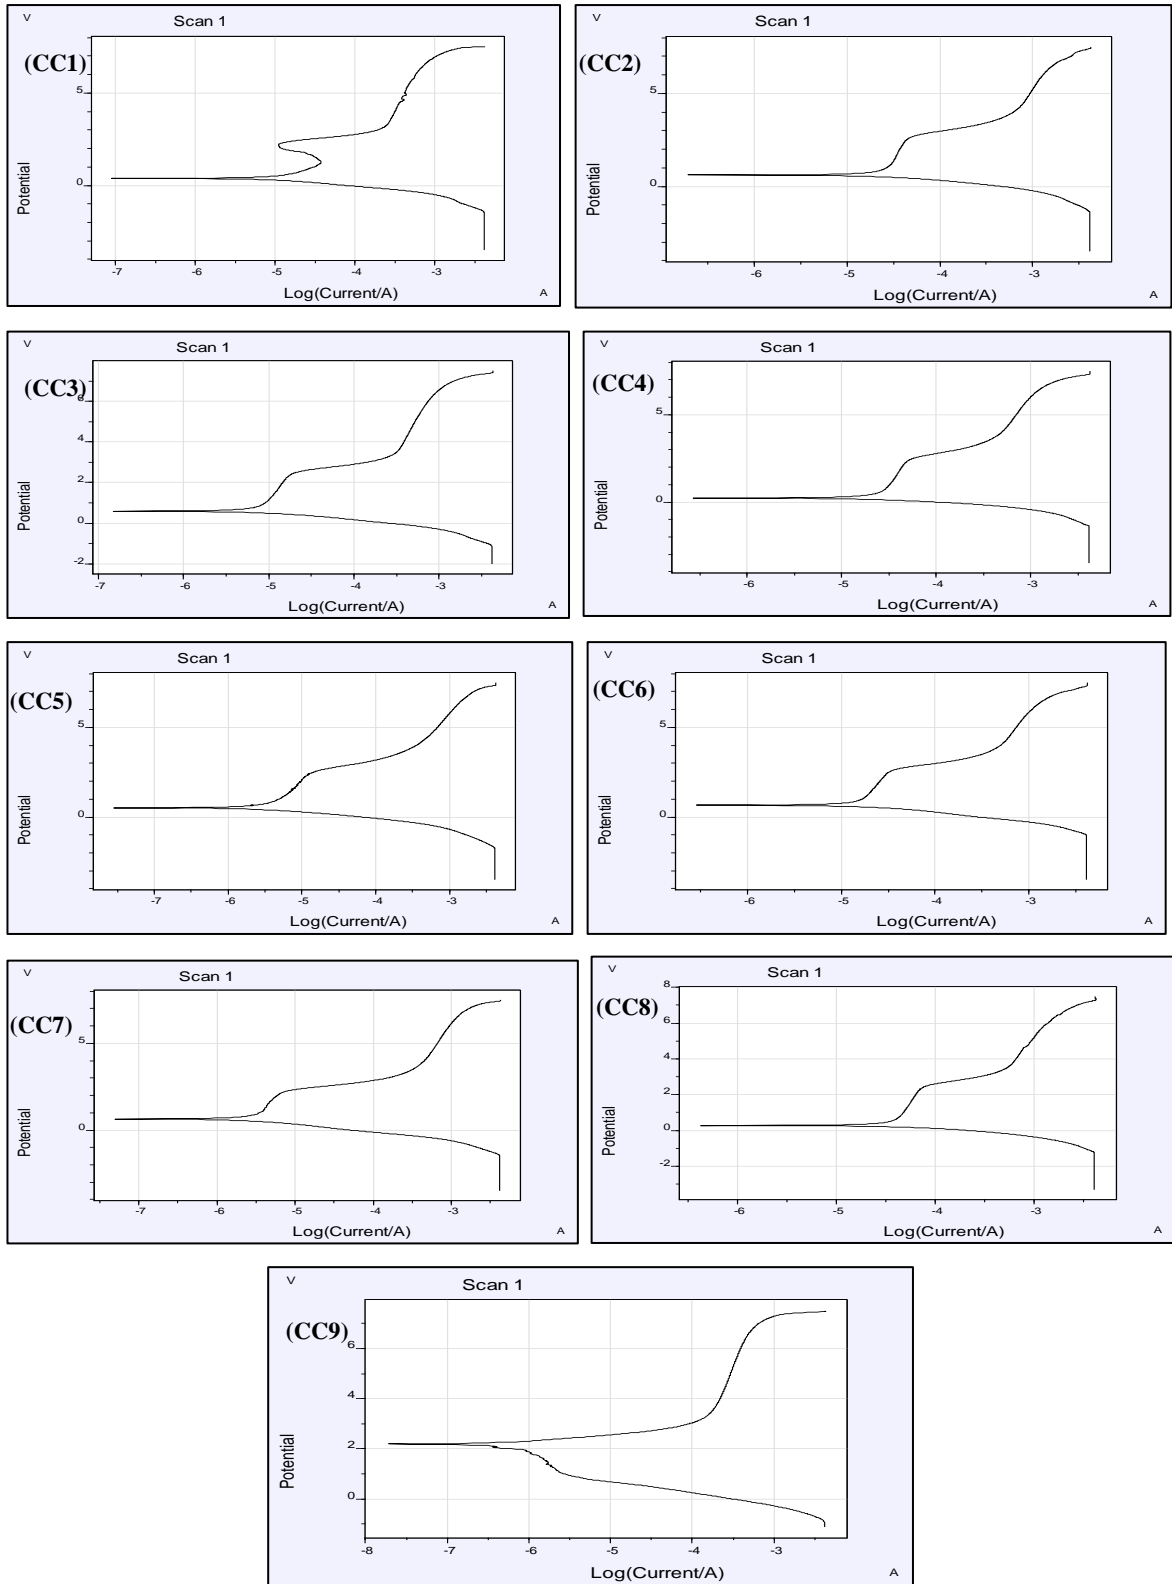 V Scan 1
(CC1)
5
0
Potential
-7 -6 -5 -4 -3
Log(Current/A) A
V Scan 1
(CC2)
5
0
Potential
-6 -5 -4 -3
Log(Current/A) A
V Scan 1
(CC3)
6
4
2
0
-2
Potential
-7 -6 -5 -4 -3
Log(Current/A) A
V Scan 1
(CC4)
5
0
Potential
-6 -5 -4 -3
Log(Current/A) A
V Scan 1
(CC5)
5
0
Potential
-7 -6 -5 -4 -3
Log(Current/A) A
V Scan 1
(CC6)
5
0
Potential
-6 -5 -4 -3
Log(Current/A) A
V Scan 1
(CC7)
5
0
Potential
-7 -6 -5 -4 -3
Log(Current/A) A
V Scan 1
(CC8)
8
6
4
2
0
-2
Potential
-6 -5 -4 -3
Log(Current/A) A
V Scan 1
(CC9)
6
4
2
0
Potential
-8 -7 -6 -5 -4 -3
Log(Current/A) A